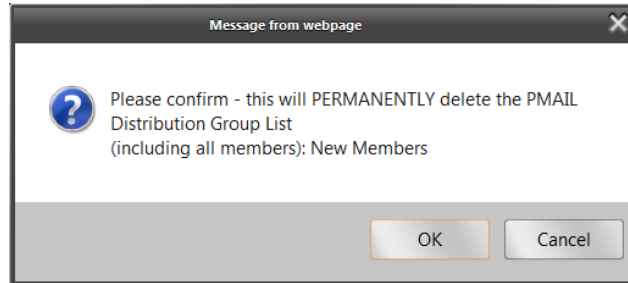 Message from webpage
Please confirm - this will PERMANENTLY delete the PMAIL
Distribution Group List
(including all members): New Members
OK
Cancel